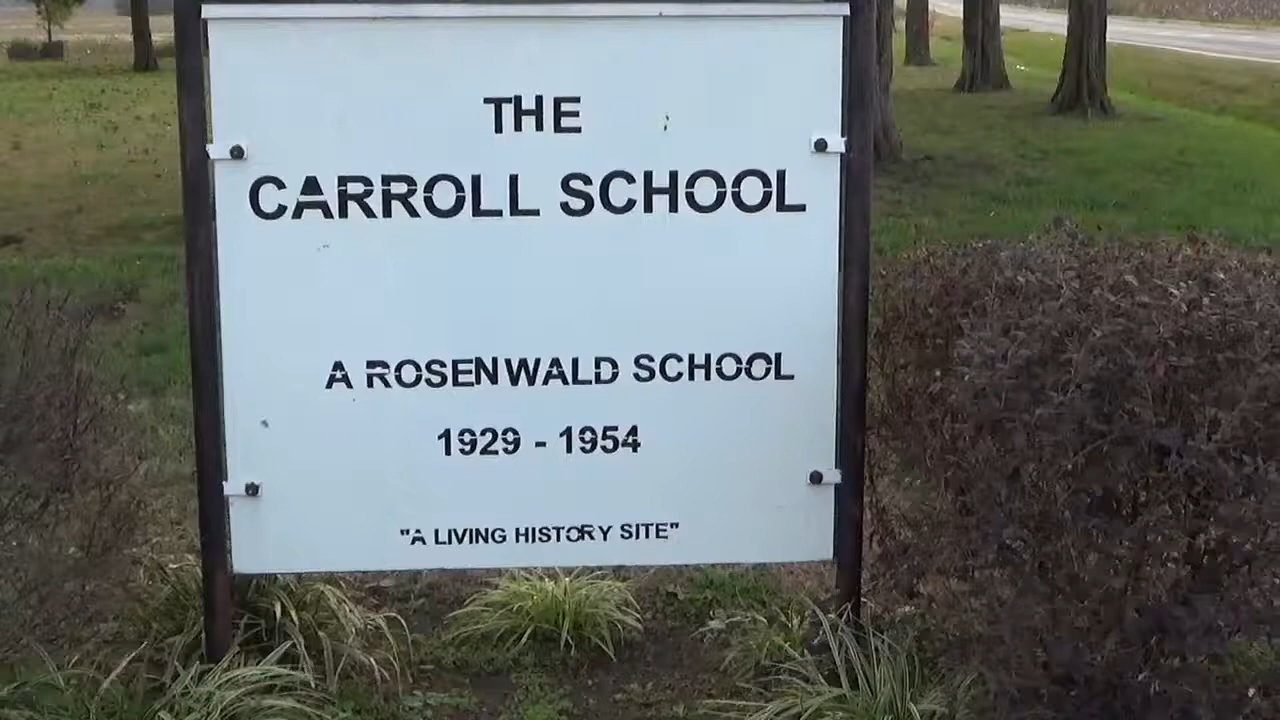 THE
CARROLL SCHOOL
A ROSENWALD SCHOOL
1929 - 1954
"A LIVING HISTORY SITE"